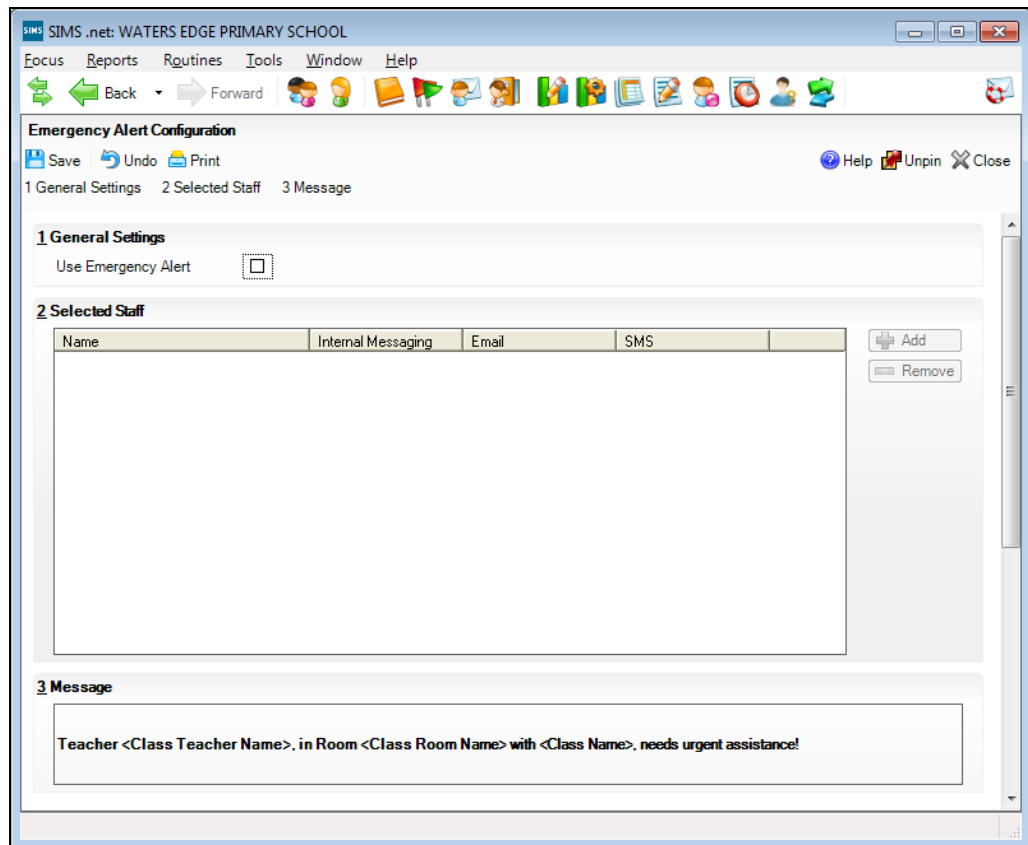 SIMS SIMS .net: WATERS EDGE PRIMARY SCHOOL
Focus Reports Routines Tools Window Help
Back Forward
Emergency Alert Configuration
Save Undo Print Help Unpin Close
1 General Settings 2 Selected Staff 3 Message
1 General Settings
Use Emergency Alert
2 Selected Staff
Name Internal Messaging Email SMS Add
Remove
3 Message
Teacher <Class Teacher Name>, in Room <Class Room Name> with <Class Name>, needs urgent assistance!